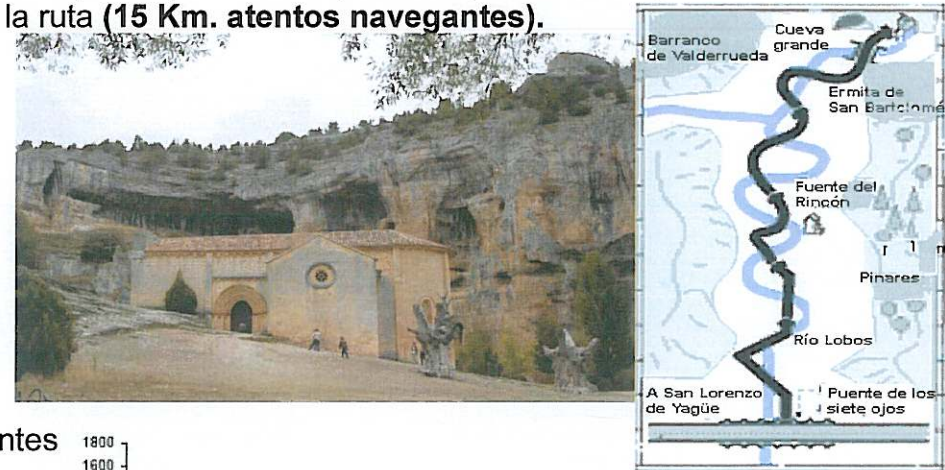 la ruta (15 Km. atentos navegantes).
Cueva
grande
Barranco
de Valderrueda
Ermita de
San Bartolomé
Fuente del
Rincón
Pinares
Río Lobos
A San Lorenzo
de Yagüe
Puente de los
siete ojos
ntes
1800
1600